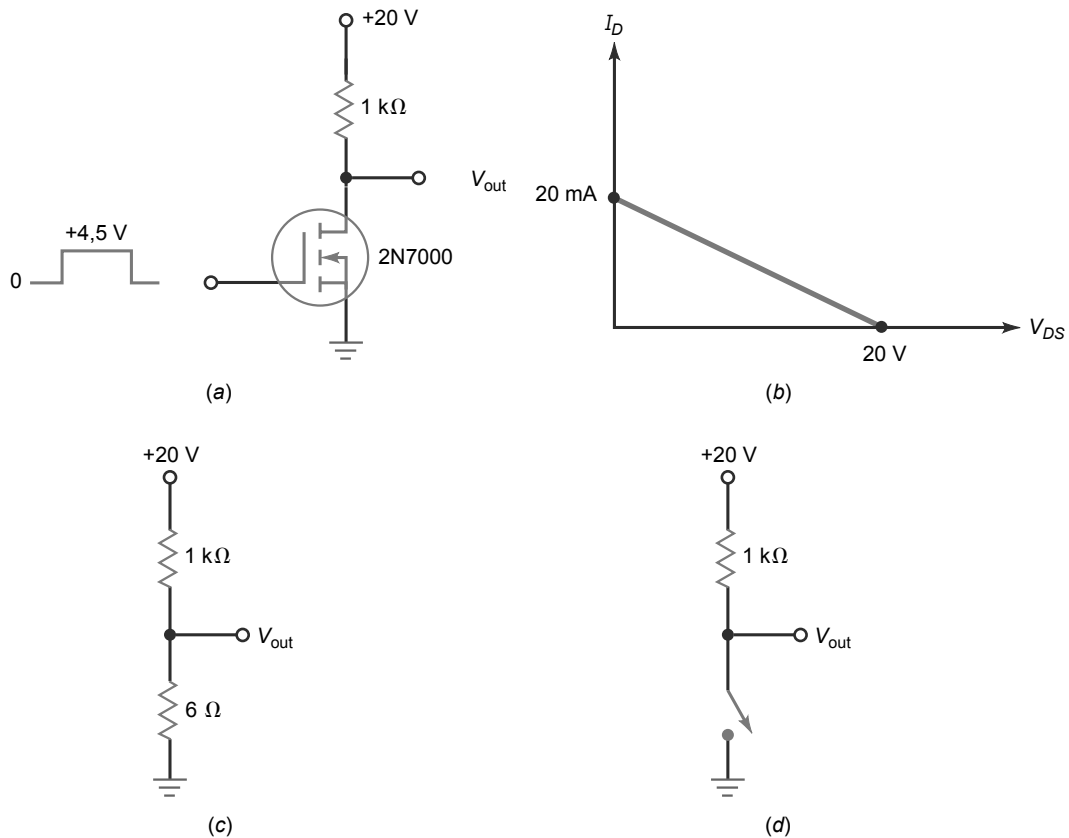 +20 V
1 kΩ
V_out
+4,5 V
0
2N7000
(a)
I_D
20 mA
20 V
V_DS
(b)
+20 V
1 kΩ
V_out
6 Ω
(c)
+20 V
1 kΩ
V_out
(d)